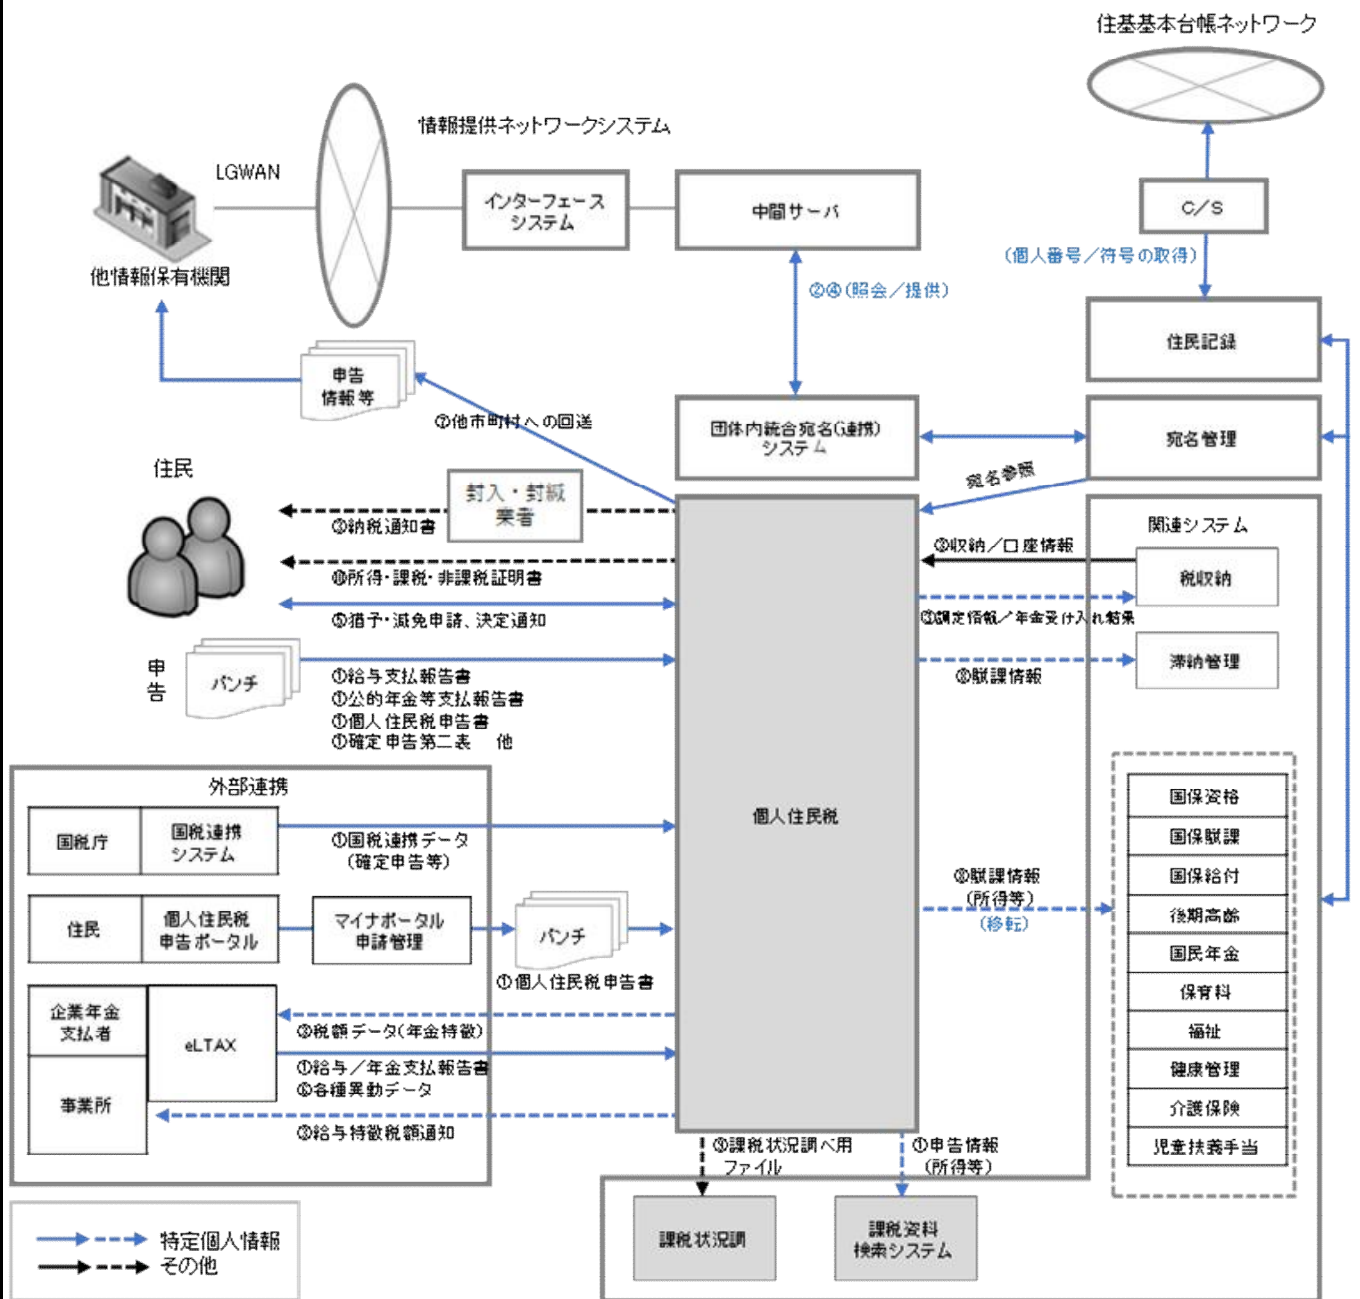 住基基本台帳ネットワーク
情報提供ネットワークシステム
LGWAN
インターフェース
システム
中間サーバ
C/S
(個人番号/符号の取得)
他情報保有機関
②④(照会/提供)
住民記録
申告
情報等
⑦他市町村への回送
団体内統合宛名(連携)
システム
宛名管理
宛名参照
住民
封入・封緘
業者
③納税通知書
関連システム
③収納/口座情報
税収納
⑩所得・課税・非課税証明書
⑤猶予・減免申請、決定通知
③調定情報/年金受け入れ結果
申告
パンチ
滞納管理
⑧賦課情報
①給与支払報告書
①公的年金等支払報告書
①個人住民税申告書
①確定申告第二表 他
外部連携
国税庁
国税連携
システム
①国税連携データ
(確定申告等)
個人住民税
国保資格
国保賦課
国保給付
後期高齢
国民年金
保育料
福祉
健康管理
介護保険
児童扶養手当
⑧賦課情報
(所得等)
(移転)
住民
個人住民税
申告ポータル
マイナポータル
申請管理
パンチ
①個人住民税申告書
企業年金
支払者
eLTAX
事業所
③税額データ(年金特徴)
①給与/年金支払報告書
⑥各種異動データ
③給与特徴税額通知
⑨課税状況調べ用
ファイル
①申告情報
(所得等)
課税状況調
課税資料
検索システム
特定個人情報
その他